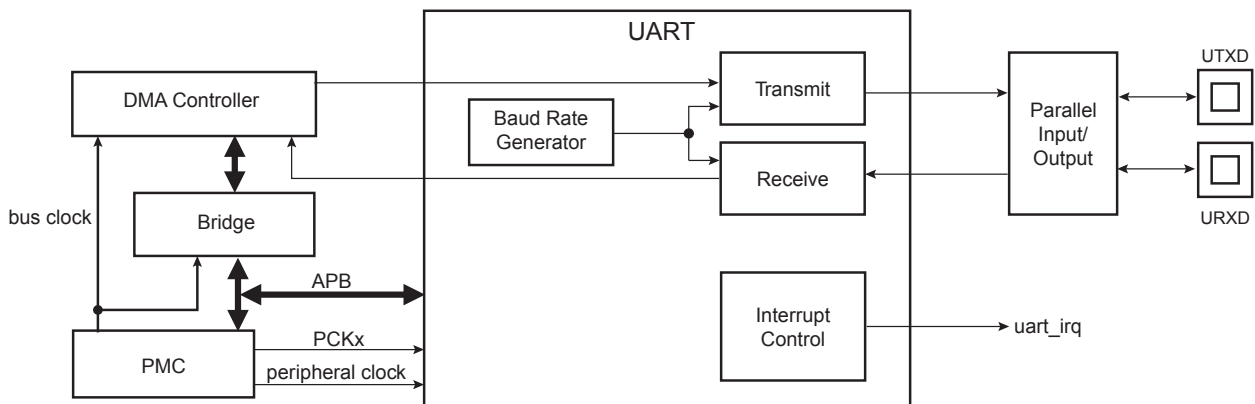 UART
DMA Controller
Transmit
Baud Rate
Generator
Receive
Parallel
Input/
Output
UTXD
URXD
bus clock
Bridge
APB
Interrupt
Control
uart_irq
PMC
PCKx
peripheral clock